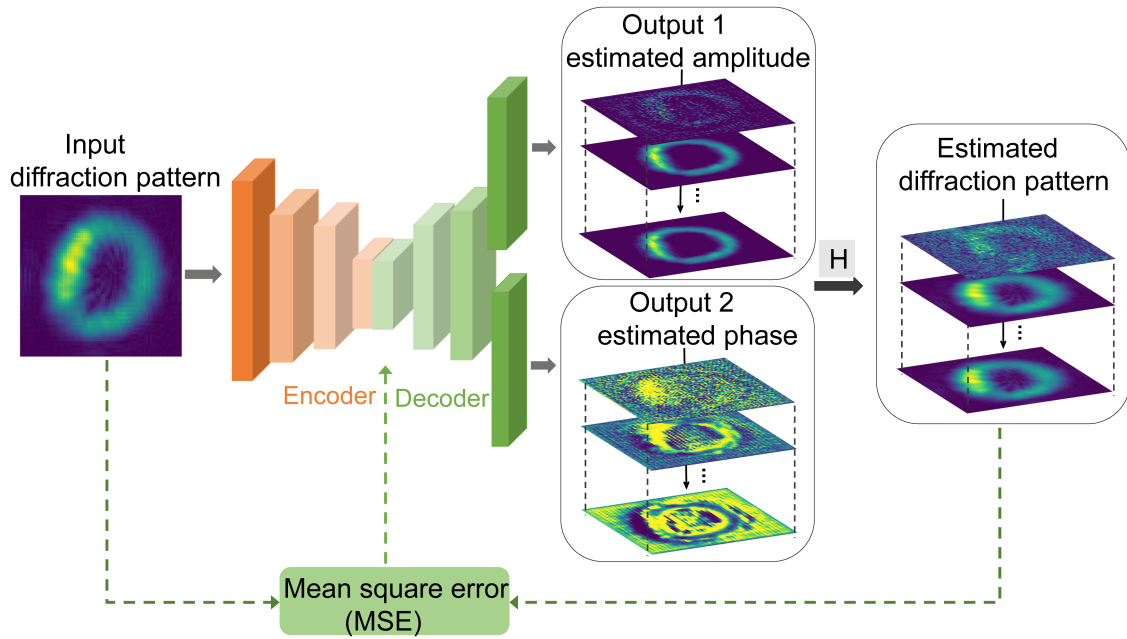 Input
diffraction pattern
Encoder
Decoder
Output 1
estimated amplitude
Output 2
estimated phase
H
Estimated
diffraction pattern
Mean square error
(MSE)